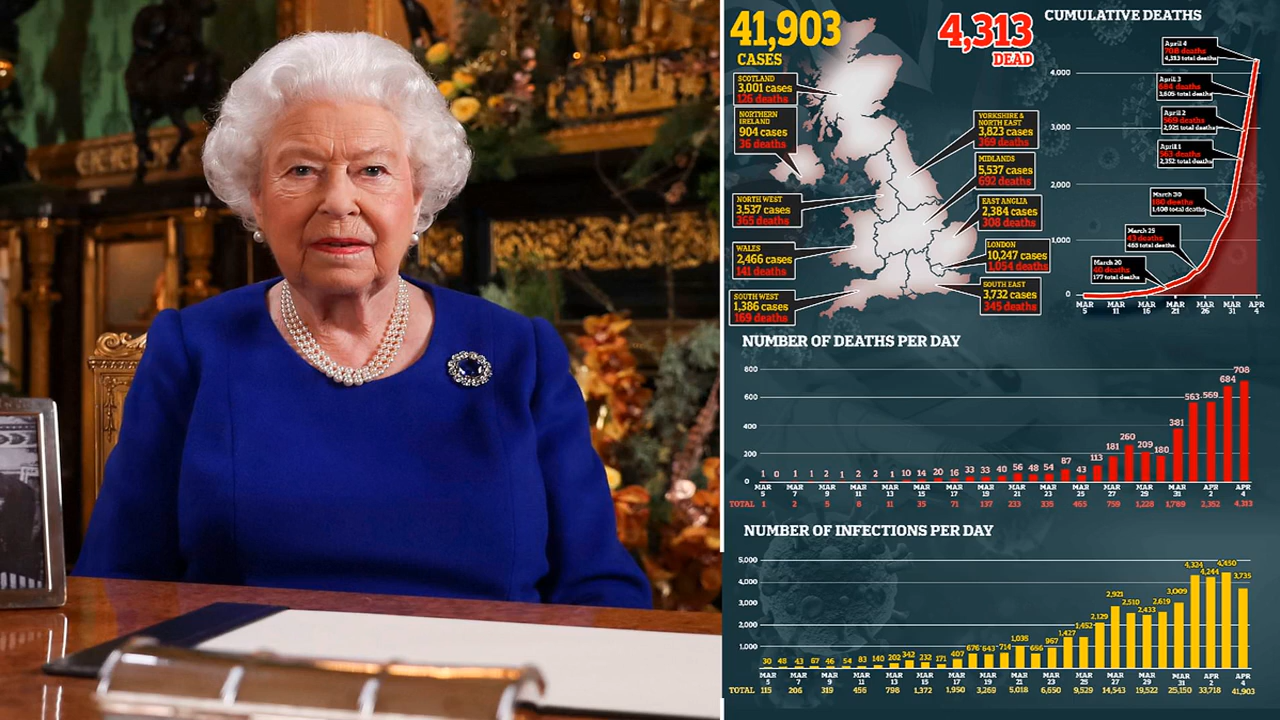 41,903
CASES
4,313
DEAD
CUMULATIVE DEATHS
SCOTLAND
3,001 cases
126 deaths
NORTHERN
IRELAND
904 cases
36 deaths
NORTH WEST
3,537 cases
365 deaths
WALES
2,466 cases
141 deaths
SOUTH WEST
1,386 cases
169 deaths
YORKSHIRE &
NORTH EAST
3,823 cases
369 deaths
MIDLANDS
5,537 cases
692 deaths
EAST ANGLIA
2,384 cases
308 deaths
LONDON
10,247 cases
1,054 deaths
SOUTH EAST
3,732 cases
345 deaths
April 4
708 deaths
4,313 total deaths
April 3
684 deaths
3,605 total deaths
April 2
569 deaths
2,921 total deaths
April 1
563 deaths
2,352 total deaths
March 30
180 deaths
1,408 total deaths
March 25
43 deaths
465 total deaths
March 20
40 deaths
177 total deaths
4,000
3,000
2,000
1,000
0
MAR 5 MAR 11 MAR 16 MAR 21 MAR 26 MAR 31 APR 4
NUMBER OF DEATHS PER DAY
800
600
400
200
0
1 0 1 1 2 1 2 2 1 10 14 20 16 33 33 40 56 48 54 87 43 113 181 260 209 180 381 563 569 684 708
MAR 5 MAR 7 MAR 9 MAR 11 MAR 13 MAR 15 MAR 17 MAR 19 MAR 21 MAR 23 MAR 25 MAR 27 MAR 29 MAR 31 APR 2 APR 4
TOTAL 1 2 5 8 11 35 71 137 233 335 465 759 1,228 1,789 2,352 4,313
NUMBER OF INFECTIONS PER DAY
5,000
4,000
3,000
2,000
1,000
30 48 43 67 46 54 83 140 202 342 232 171 407 676 643 714 1,035 656 967 1,427 1,452 2,129 2,921 2,510 2,433 2,619 3,009 4,324 4,244 4,450 3,735
MAR 5 MAR 7 MAR 9 MAR 11 MAR 13 MAR 15 MAR 17 MAR 19 MAR 21 MAR 23 MAR 25 MAR 27 MAR 29 MAR 31 APR 2 APR 4
TOTAL 115 206 319 456 798 1,372 1,950 3,269 5,018 6,650 9,529 14,543 19,522 25,150 33,718 41,903